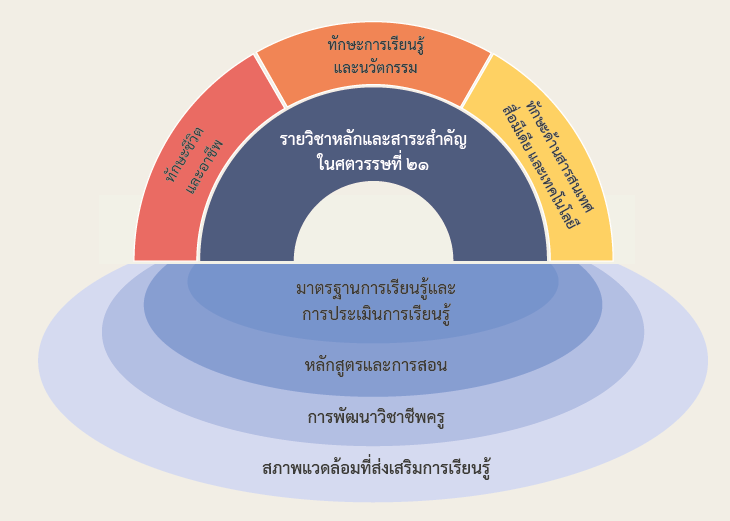 ทักษะการเรียนรู้
และนวัตกรรม
ทักษะชีวิต
และอาชีพ
ทักษะด้านสารสนเทศ
สื่อมีเดีย และเทคโนโลยี
รายวิชาหลักและสาระสำคัญ
ในศตวรรษที่ ๒๑
มาตรฐานการเรียนรู้และ
การประเมินการเรียนรู้
หลักสูตรและการสอน
การพัฒนาวิชาชีพครู
สภาพแวดล้อมที่ส่งเสริมการเรียนรู้